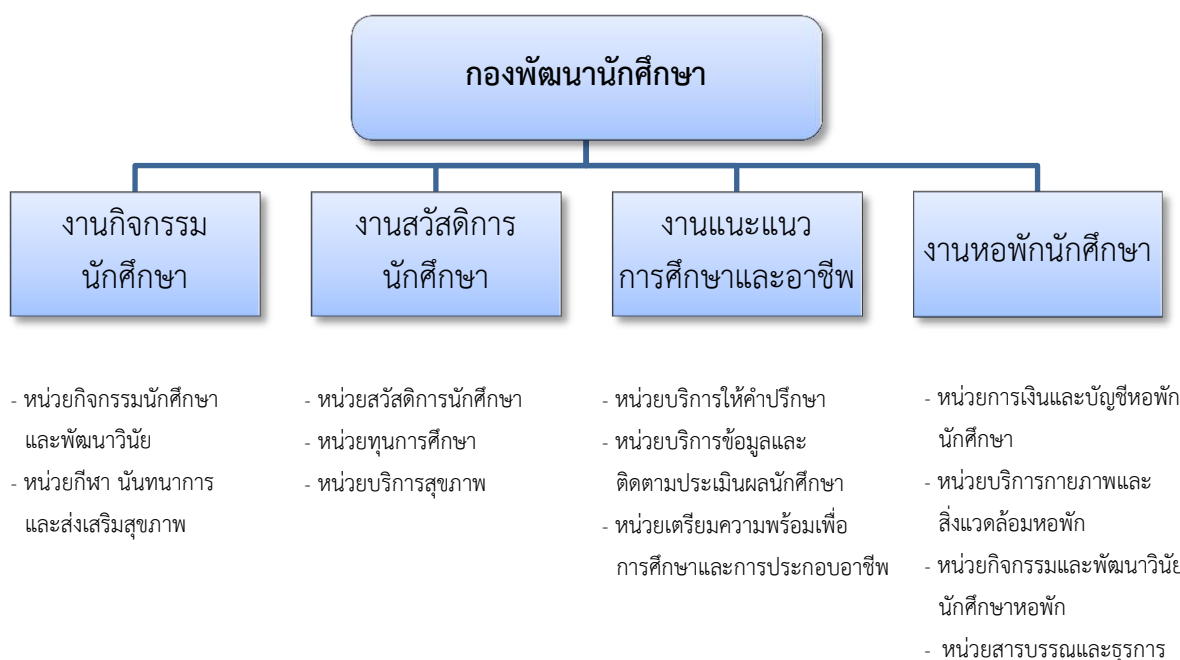 กองพัฒนานักศึกษา
งานกิจกรรม
นักศึกษา
งานสวัสดิการ
นักศึกษา
งานแนะแนว
การศึกษาและอาชีพ
งานหอพักนักศึกษา
- หน่วยกิจกรรมนักศึกษา
และพัฒนาวินัย
- หน่วยกีฬา นันทนาการ
และส่งเสริมสุขภาพ
- หน่วยสวัสดิการนักศึกษา
- หน่วยทุนการศึกษา
- หน่วยบริการสุขภาพ
- หน่วยบริการให้คำปรึกษา
- หน่วยบริการข้อมูลและ
ติดตามประเมินผลนักศึกษา
- หน่วยเตรียมความพร้อมเพื่อ
การศึกษาและการประกอบอาชีพ
- หน่วยการเงินและบัญชีหอพัก
นักศึกษา
- หน่วยบริการกายภาพและ
สิ่งแวดล้อมหอพัก
- หน่วยกิจกรรมและพัฒนาวินัย
นักศึกษาหอพัก
- หน่วยสารบรรณและธุรการ